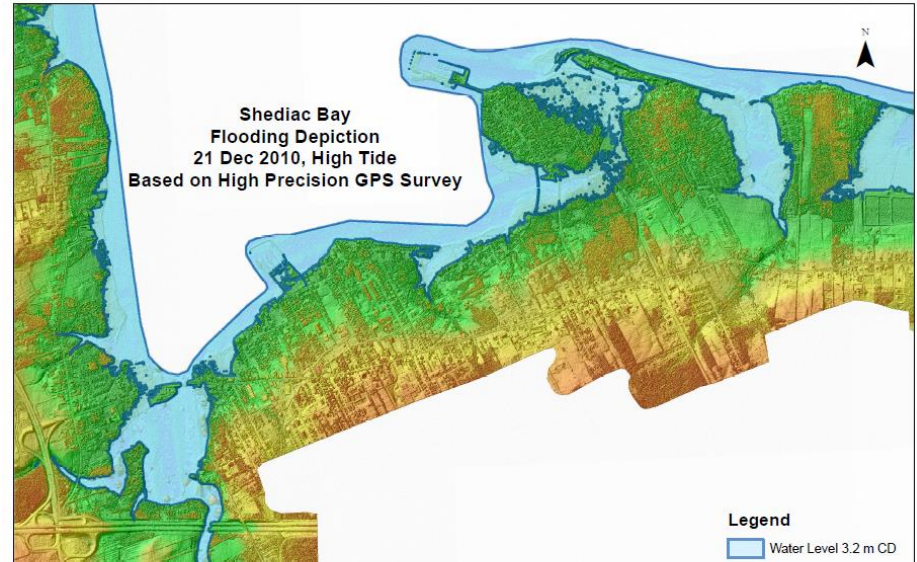 N
Shediac Bay
Flooding Depiction
21 Dec 2010, High Tide
Based on High Precision GPS Survey
Legend
Water Level 3.2 m CD